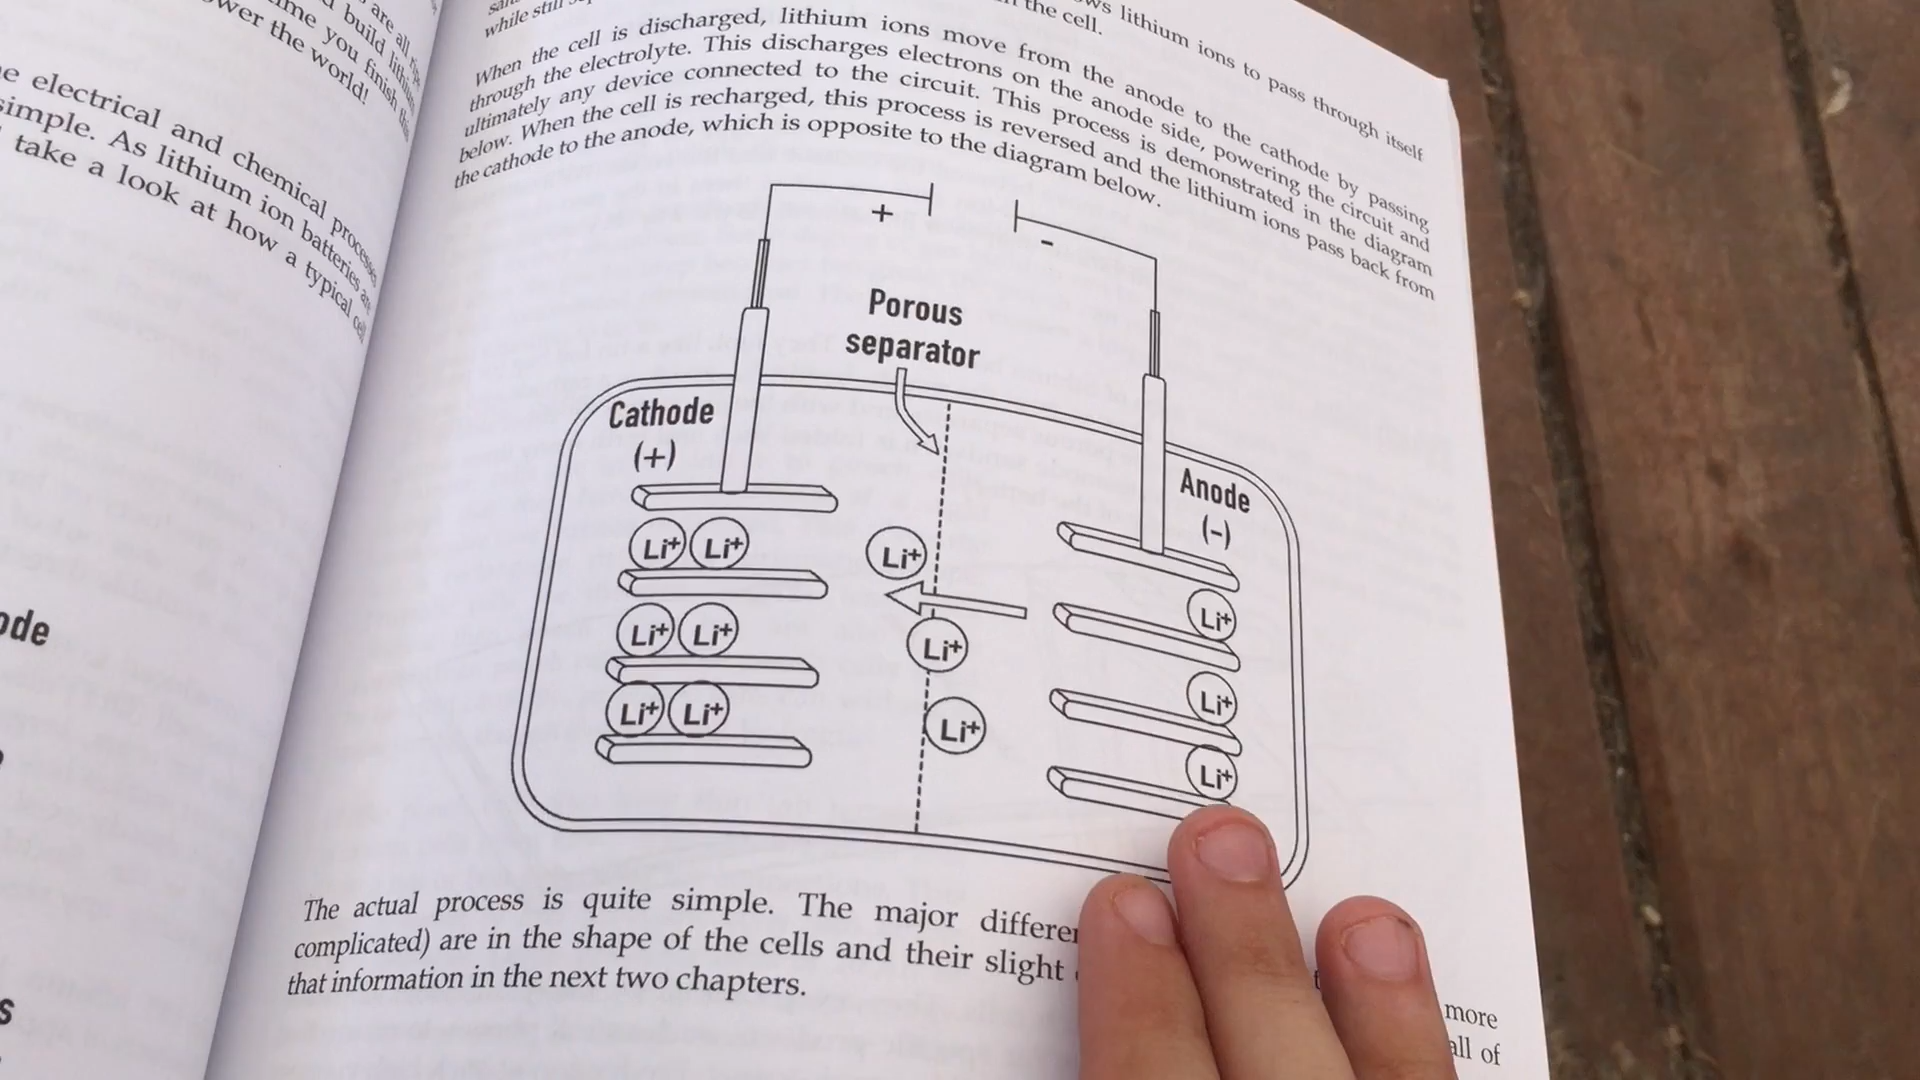 are all
build lithium
time you finish this
wer the world!
e electrical and chemical processes
simple. As lithium ion batteries are
take a look at how a typical cell
ode
s
while still
ws lithium ions to pass through itself
the cell.
When the cell is discharged, lithium ions move from the anode to the cathode by passing
through the electrolyte. This discharges electrons on the anode side, powering the circuit and
ultimately any device connected to the circuit. This process is demonstrated in the diagram
below. When the cell is recharged, this process is reversed and the lithium ions pass back from
the cathode to the anode, which is opposite to the diagram below.
+
-
Porous
separator
Cathode
(+)
Anode
(-)
Li+ Li+
Li+
Li+
Li+ Li+
Li+
Li+
Li+ Li+
Li+
Li+
The actual process is quite simple. The major differe
complicated) are in the shape of the cells and their slight
more
that information in the next two chapters.
all of